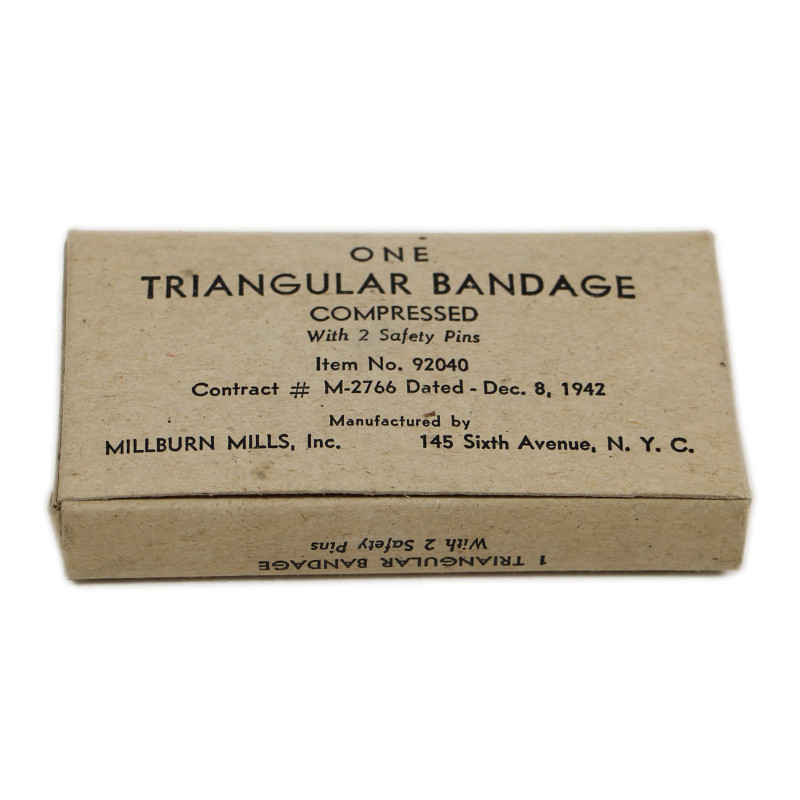 ONE
TRIANGULAR BANDAGE
COMPRESSED
With 2 Safety Pins
Item No. 92040
Contract # M-2766 Dated - Dec. 8, 1942
Manufactured by
MILLBURN MILLS, Inc. 145 Sixth Avenue, N. Y. C.
1 TRIANGULAR BANDAGE
With 2 Safety Pins